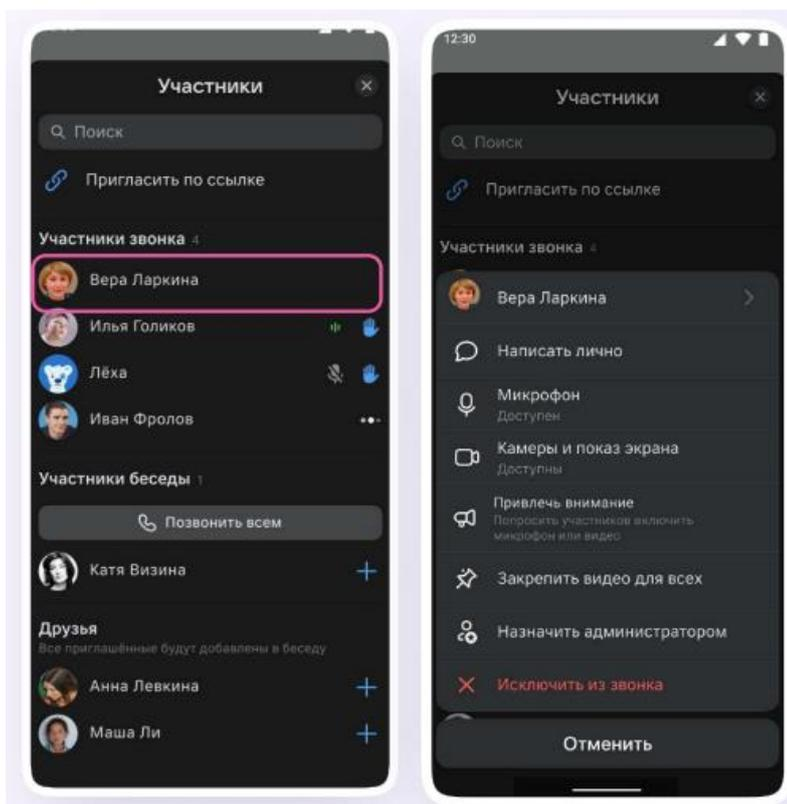 Участники
Поиск
Пригласить по ссылке
Участники звонка 4
Вера Ларкина
Илья Голиков
Лёха
Иван Фролов
Участники беседы 1
Позвонить всем
Катя Визина
Друзья
Все приглашённые будут добавлены в беседу
Анна Левкина
Маша Ли
12:30
Участники
Поиск
Пригласить по ссылке
Участники звонка 4
Вера Ларкина
Написать лично
Микрофон
Доступен
Камеры и показ экрана
Доступны
Привлечь внимание
Попросить участников включить
микрофон или видео
Закрепить видео для всех
Назначить администратором
Исключить из звонка
Отменить